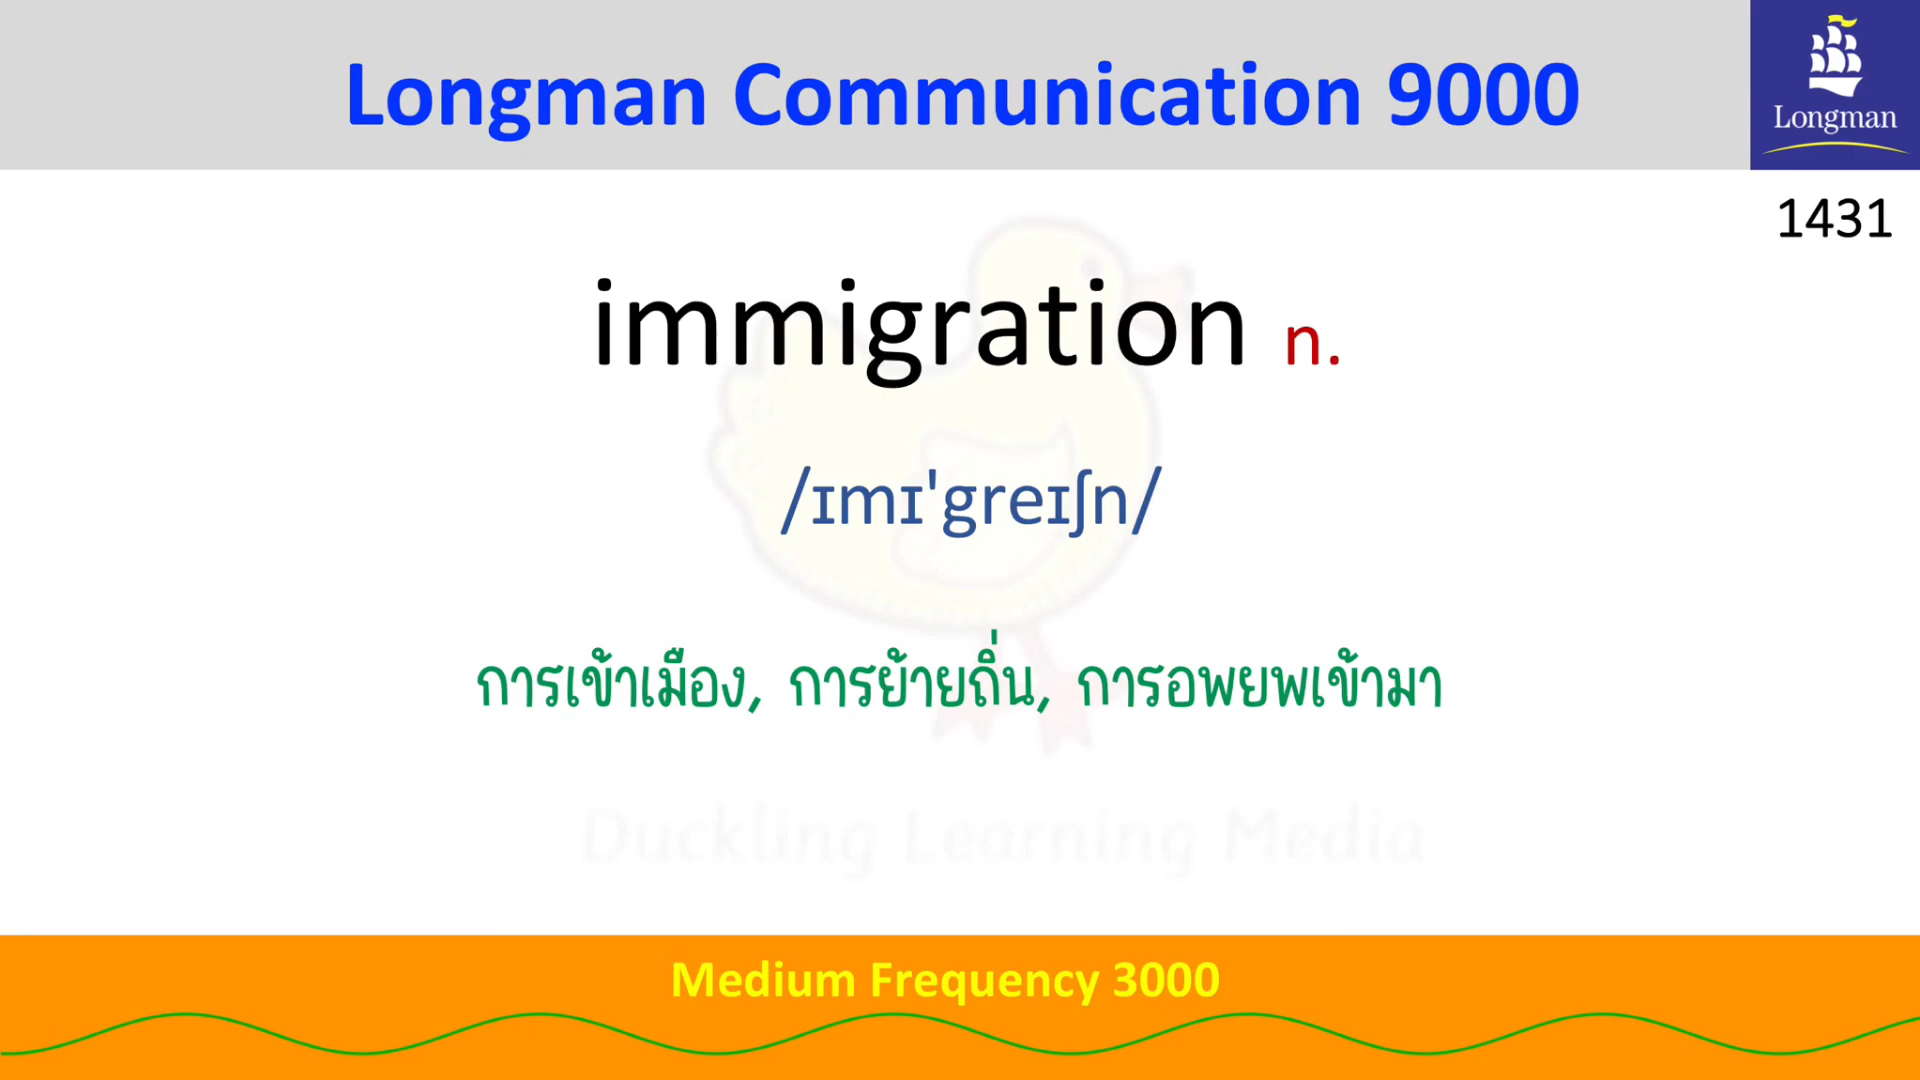 Longman Communication 9000
Longman
1431
immigration n.
/ɪmɪ'greɪʃn/
การเข้าเมือง, การย้ายถิ่น, การอพยพเข้ามา
Duckling Learning Media
Medium Frequency 3000